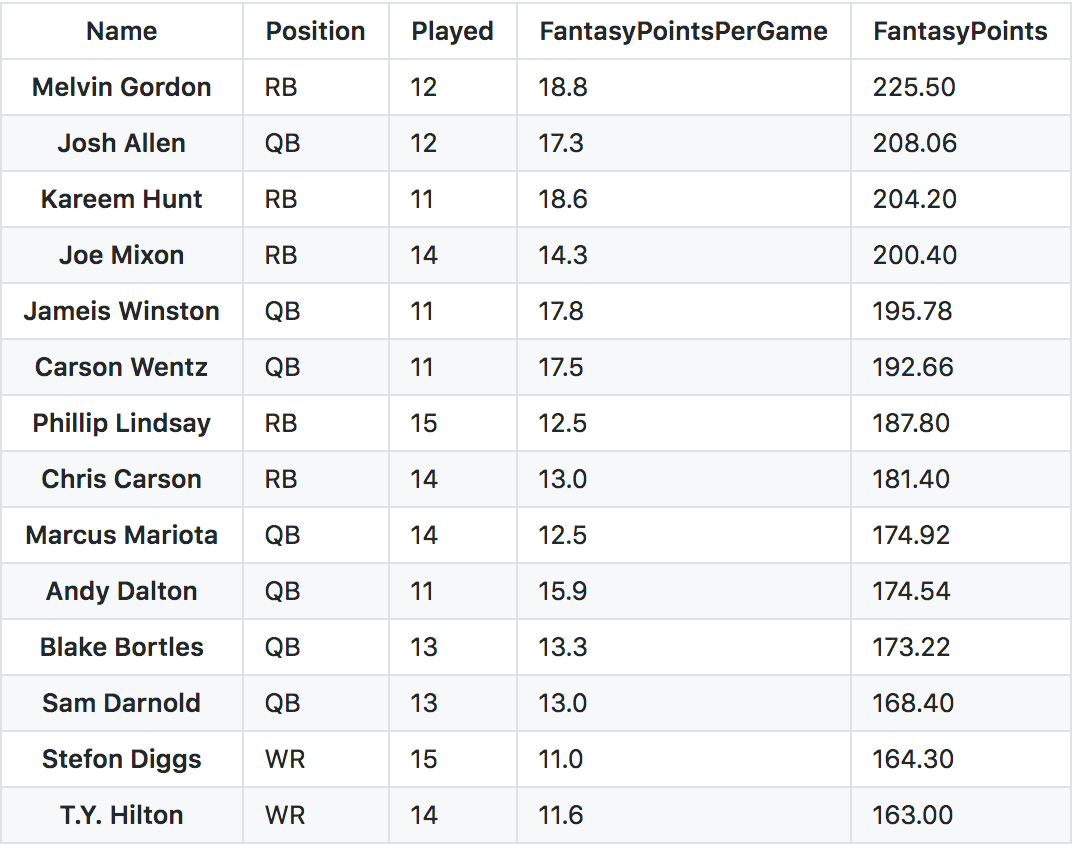 Name Position Played FantasyPointsPerGame FantasyPoints
Melvin Gordon RB 12 18.8 225.50
Josh Allen QB 12 17.3 208.06
Kareem Hunt RB 11 18.6 204.20
Joe Mixon RB 14 14.3 200.40
Jameis Winston QB 11 17.8 195.78
Carson Wentz QB 11 17.5 192.66
Phillip Lindsay RB 15 12.5 187.80
Chris Carson RB 14 13.0 181.40
Marcus Mariota QB 14 12.5 174.92
Andy Dalton QB 11 15.9 174.54
Blake Bortles QB 13 13.3 173.22
Sam Darnold QB 13 13.0 168.40
Stefon Diggs WR 15 11.0 164.30
T.Y. Hilton WR 14 11.6 163.00